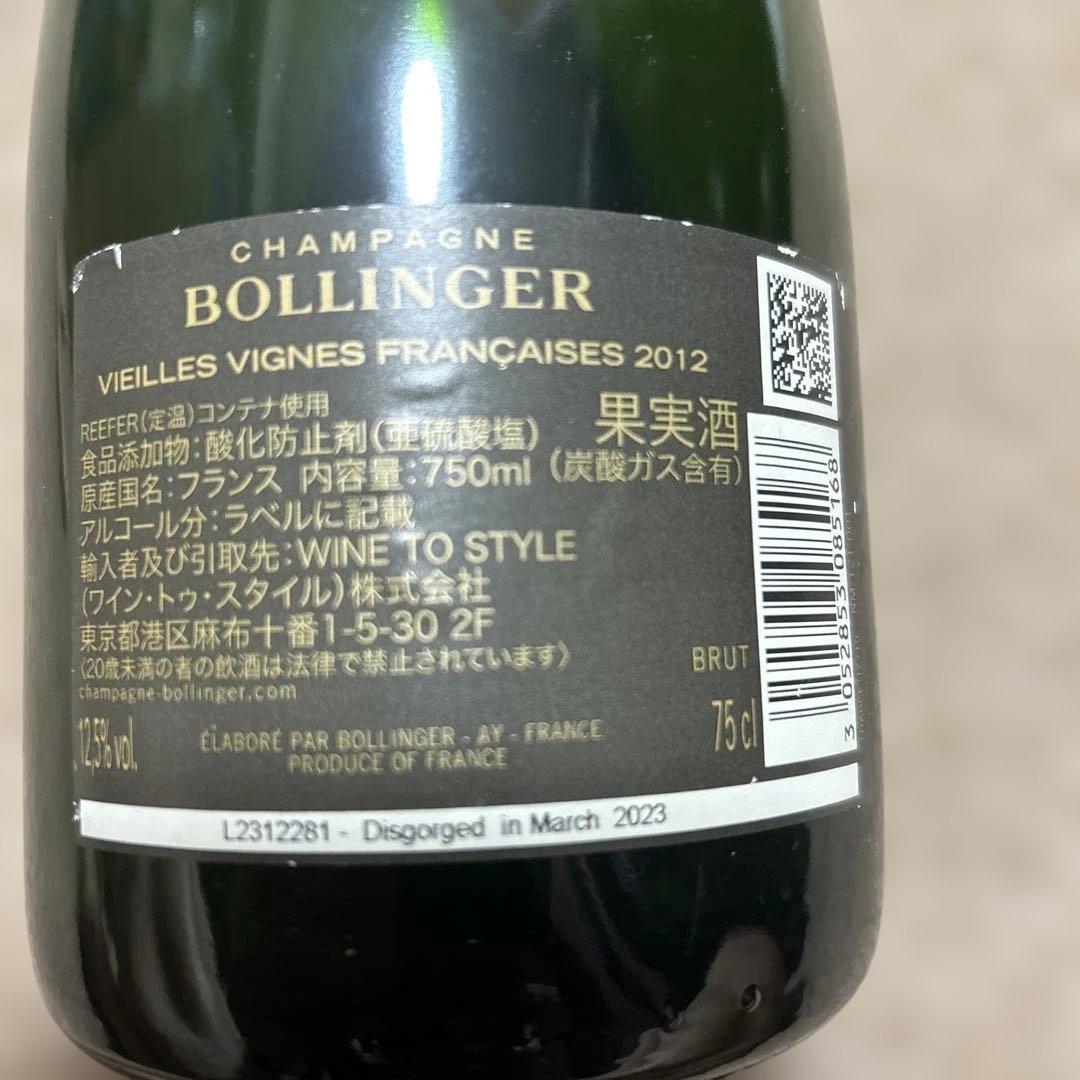 CHAMPAGNE
BOLLINGER
VIEILLES VIGNES FRANÇAISES 2012
REEFER(定温)コンテナ使用
果実酒
食品添加物:酸化防止剤(亜硫酸塩)
(炭酸ガス含有)
原産国名:フランス 内容量:750ml
アルコール分:ラベルに記載
輸入者及び引取先:WINE TO STYLE
(ワイン・トゥ・スタイル)株式会社
東京都港区麻布十番1-5-30 2F
〈20歳未満の者の飲酒は法律で禁止されています〉
champagne-bollinger.com
BRUT
12,5% vol.
75 cl
ÉLABORÉ PAR BOLLINGER - AY - FRANCE
PRODUCE OF FRANCE
3 052853 085168
L2312281 - Disgorged in March 2023